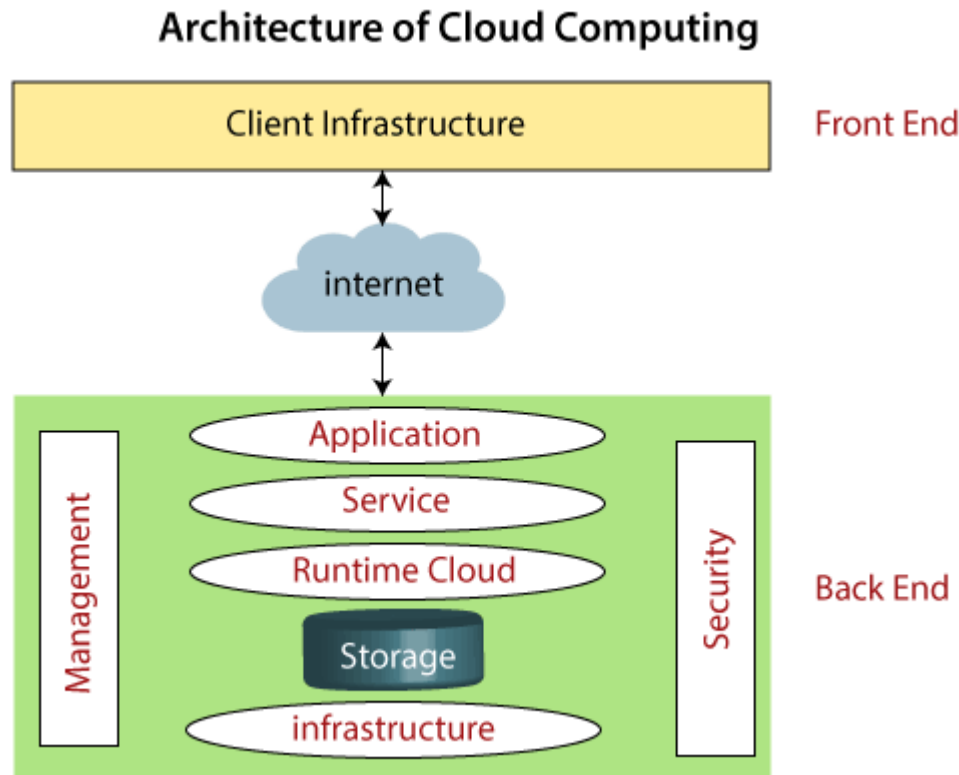 Architecture of Cloud Computing
Client Infrastructure
Front End
internet
Application
Service
Runtime Cloud
Storage
infrastructure
Management
Security
Back End